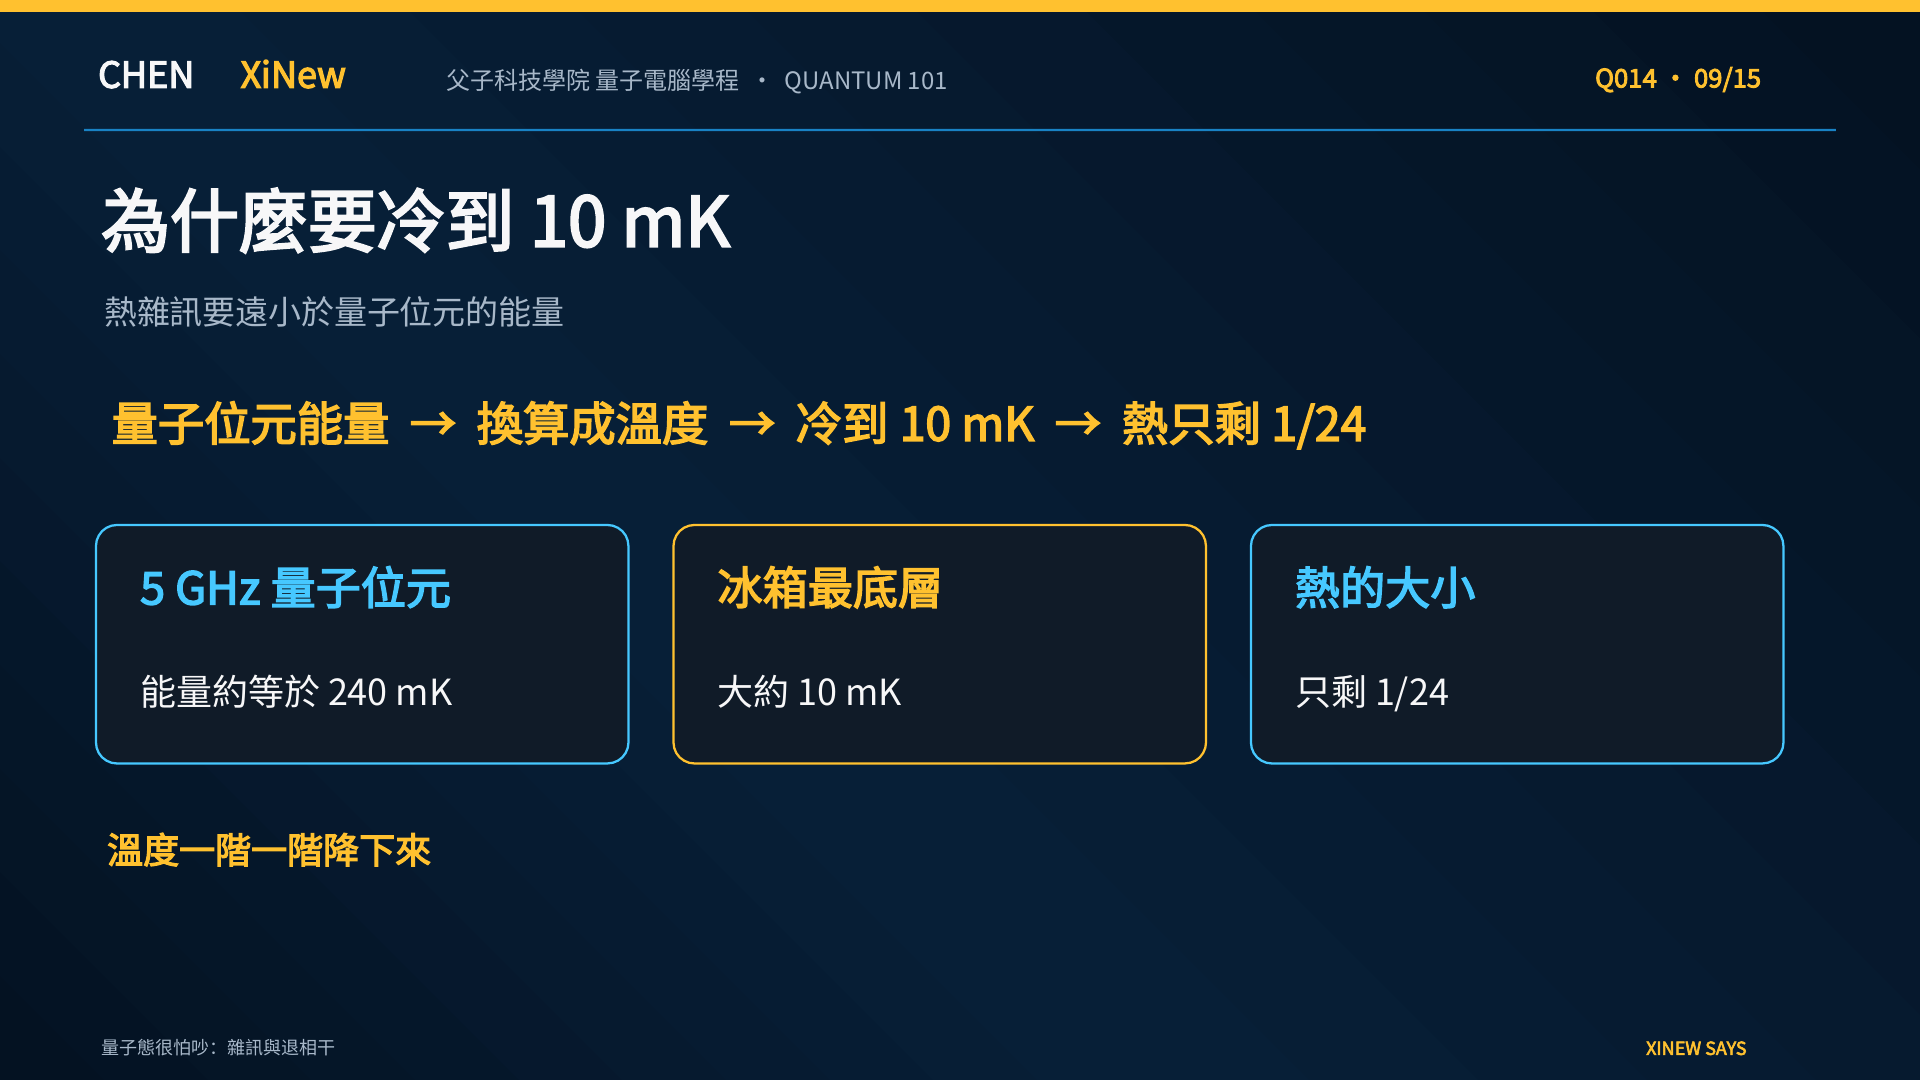 CHEN XiNew 父子科技學院 量子電腦學程 · QUANTUM 101 Q014 · 09/15
為什麼要冷到 10 mK
熱雜訊要遠小於量子位元的能量
量子位元能量 → 換算成溫度 → 冷到 10 mK → 熱只剩 1/24
5 GHz 量子位元
能量約等於 240 mK
冰箱最底層
大約 10 mK
熱的大小
只剩 1/24
溫度一階一階降下來
量子態很怕吵：雜訊與退相干
XINEW SAYS